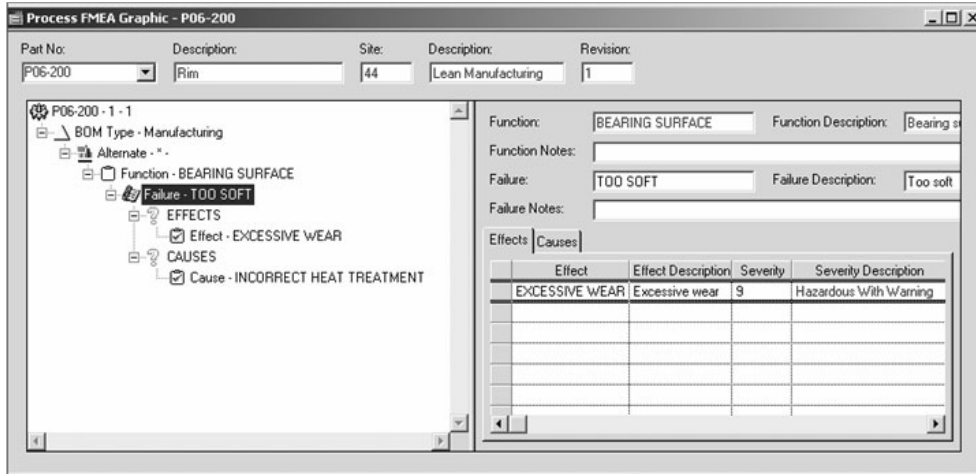 Process FMEA Graphic - P06-200
Part No: Description: Site: Description: Revision:
P06-200 Rim 44 Lean Manufacturing 1
P06-200 - 1 - 1
BOM Type - Manufacturing
Alternate - * -
Function - BEARING SURFACE
Failure - TOO SOFT
EFFECTS
Effect - EXCESSIVE WEAR
CAUSES
Cause - INCORRECT HEAT TREATMENT
Function: BEARING SURFACE Function Description: Bearing
Function Notes:
Failure: TOO SOFT Failure Description: Too soft
Failure Notes:
Effects Causes
Effect Effect Description Severity Severity Description
EXCESSIVE WEAR Excessive wear 9 Hazardous With Warning